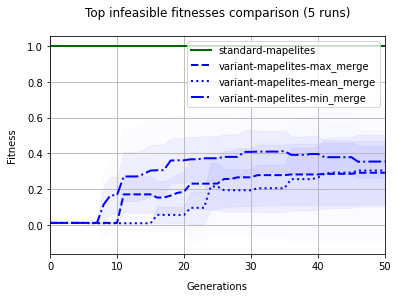 Top infeasible fitnesses comparison (5 runs)
1.0
0.8
0.6
0.4
0.2
0.0
Fitness
standard-mapelites
variant-mapelites-max_merge
variant-mapelites-mean_merge
variant-mapelites-min_merge
0 10 20 30 40 50
Generations